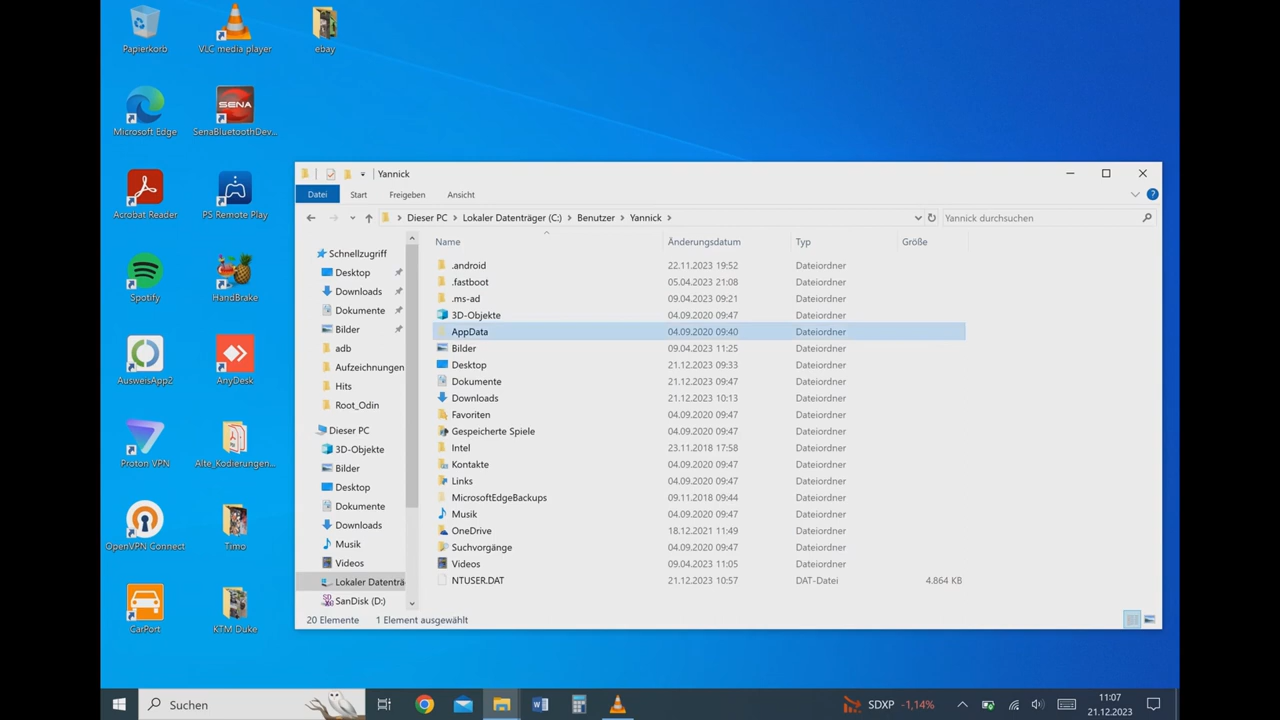 Papierkorb
VLC media player
ebay
Microsoft Edge
SENA
SenaBluetoothDev...
Acrobat Reader
PS Remote Play
Spotify
HandBrake
AusweisApp2
AnyDesk
Proton VPN
Alte_Kodierungen...
OpenVPN Connect
Timo
CarPort
KTM Duke
Yannick
Datei Start Freigeben Ansicht
Dieser PC Lokaler Datenträger (C:) Benutzer Yannick
Yannick durchsuchen
Schnellzugriff
Desktop
Downloads
Dokumente
Bilder
adb
Aufzeichnungen
Hits
Root_Odin
Dieser PC
3D-Objekte
Bilder
Desktop
Dokumente
Downloads
Musik
Videos
Lokaler Datenträ
SanDisk (D:)
Name Änderungsdatum Typ Größe
.android 22.11.2023 19:52 Dateiordner
.fastboot 05.04.2023 21:08 Dateiordner
.ms-ad 09.04.2023 09:21 Dateiordner
3D-Objekte 04.09.2020 09:47 Dateiordner
AppData 04.09.2020 09:40 Dateiordner
Bilder 09.04.2023 11:25 Dateiordner
Desktop 21.12.2023 09:33 Dateiordner
Dokumente 21.12.2023 09:47 Dateiordner
Downloads 21.12.2023 10:13 Dateiordner
Favoriten 04.09.2020 09:47 Dateiordner
Gespeicherte Spiele 04.09.2020 09:47 Dateiordner
Intel 23.11.2018 17:58 Dateiordner
Kontakte 04.09.2020 09:47 Dateiordner
Links 04.09.2020 09:47 Dateiordner
MicrosoftEdgeBackups 09.11.2018 09:44 Dateiordner
Musik 04.09.2020 09:47 Dateiordner
OneDrive 18.12.2021 11:49 Dateiordner
Suchvorgänge 04.09.2020 09:47 Dateiordner
Videos 09.04.2023 11:05 Dateiordner
NTUSER.DAT 21.12.2023 10:57 DAT-Datei 4.864 KB
20 Elemente 1 Element ausgewählt
Suchen
SDXP -1,14%
11:07
21.12.2023